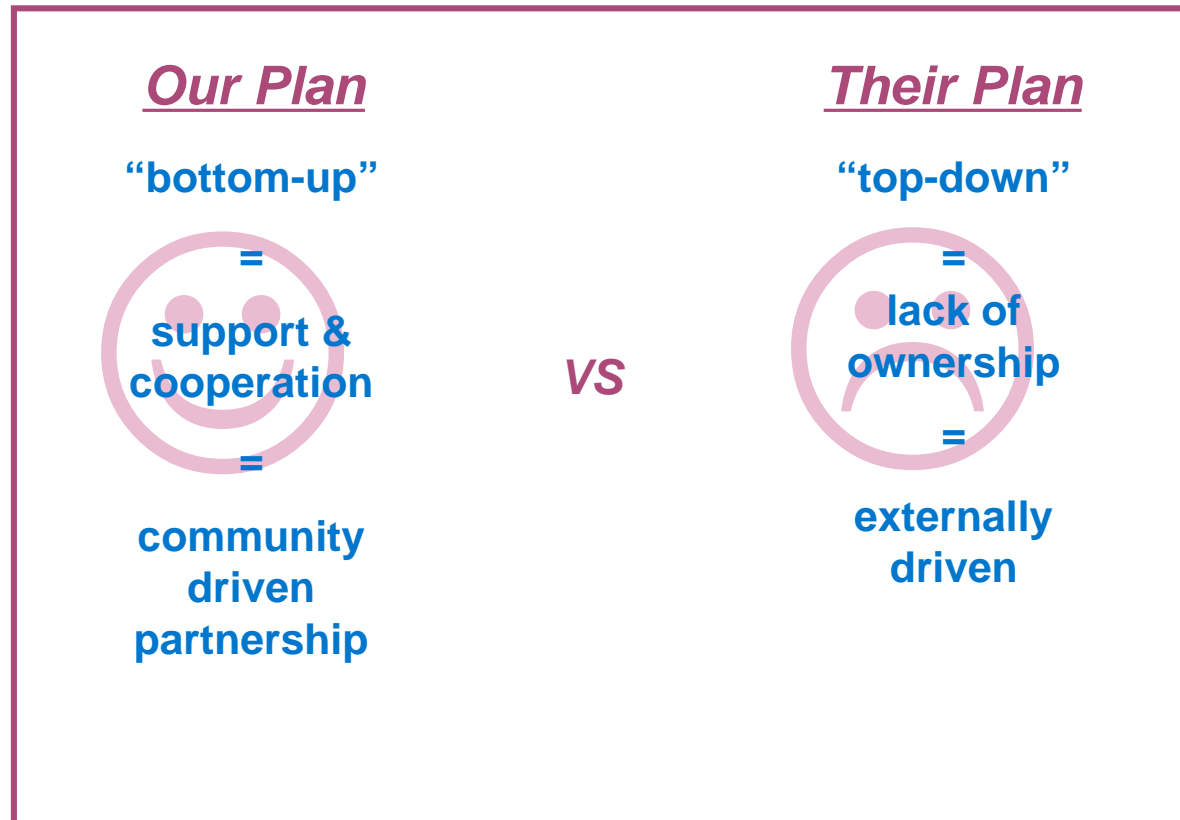 Our Plan
“bottom-up”
=
support &
cooperation
=
community
driven
partnership
VS
Their Plan
“top-down”
=
lack of
ownership
=
externally
driven